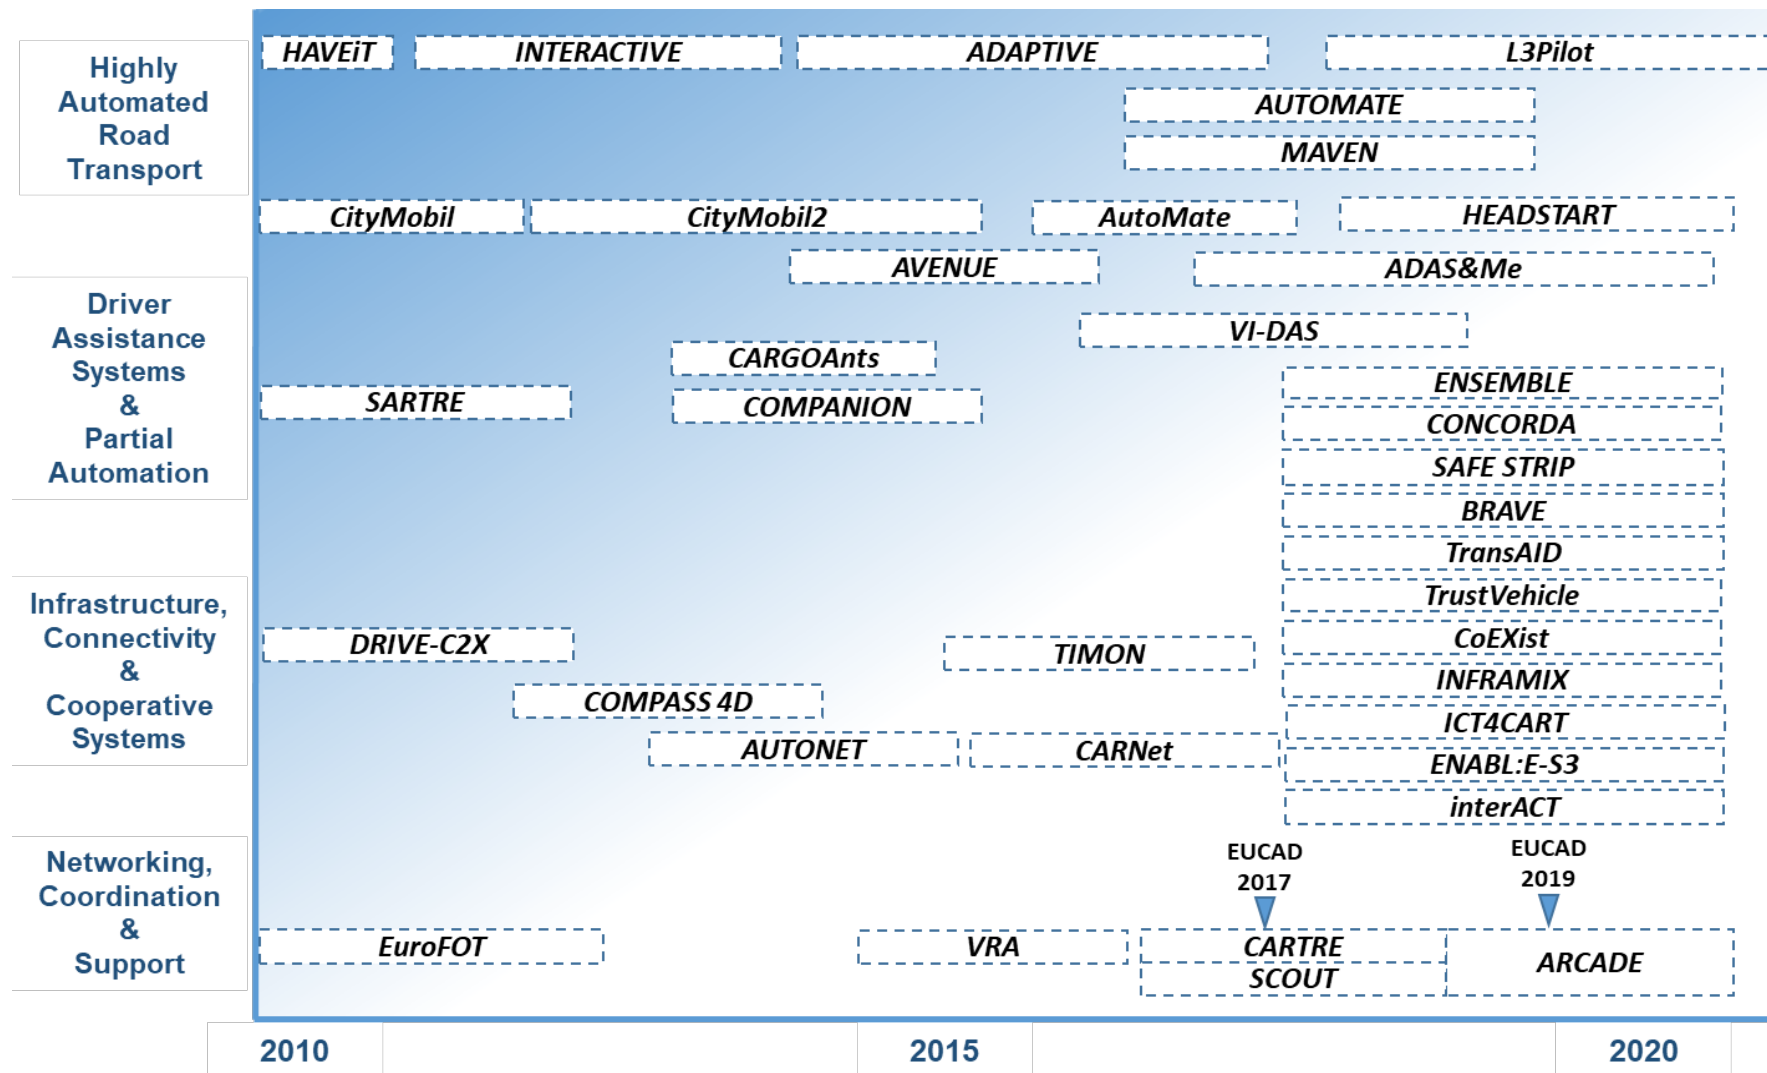 Highly
Automated
Road
Transport
HAVEiT
INTERACTIVE
ADAPTIVE
L3Pilot
AUTOMATE
MAVEN
CityMobil
CityMobil2
AutoMate
HEADSTART
AVENUE
ADAS&Me
Driver
Assistance
Systems
&
Partial
Automation
VI-DAS
CARGOAnts
SARTRE
COMPANION
ENSEMBLE
CONCORDA
SAFE STRIP
BRAVE
TransAID
TrustVehicle
CoEXist
INFRAMIX
ICT4CART
ENABL:E-S3
interACT
Infrastructure,
Connectivity
&
Cooperative
Systems
DRIVE-C2X
TIMON
COMPASS 4D
AUTONET
CARNet
Networking,
Coordination
&
Support
EUCAD
2017
EUCAD
2019
EuroFOT
VRA
CARTRE
SCOUT
ARCADE
2010
2015
2020